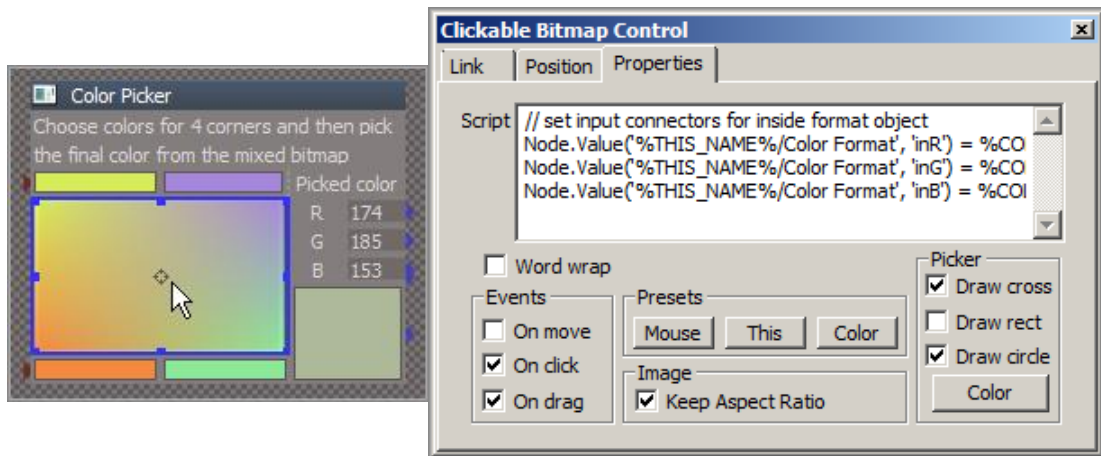 Color Picker
Choose colors for 4 corners and then pick
the final color from the mixed bitmap
Picked color
R 174
G 185
B 153
Clickable Bitmap Control
Link Position Properties
Script
// set input connectors for inside format object
Node.Value('%THIS_NAME%/Color Format', 'inR') = %CO
Node.Value('%THIS_NAME%/Color Format', 'inG') = %CO
Node.Value('%THIS_NAME%/Color Format', 'inB') = %COI
Word wrap
Events
On move
On click
On drag
Presets
Mouse This Color
Image
Keep Aspect Ratio
Picker
Draw cross
Draw rect
Draw circle
Color